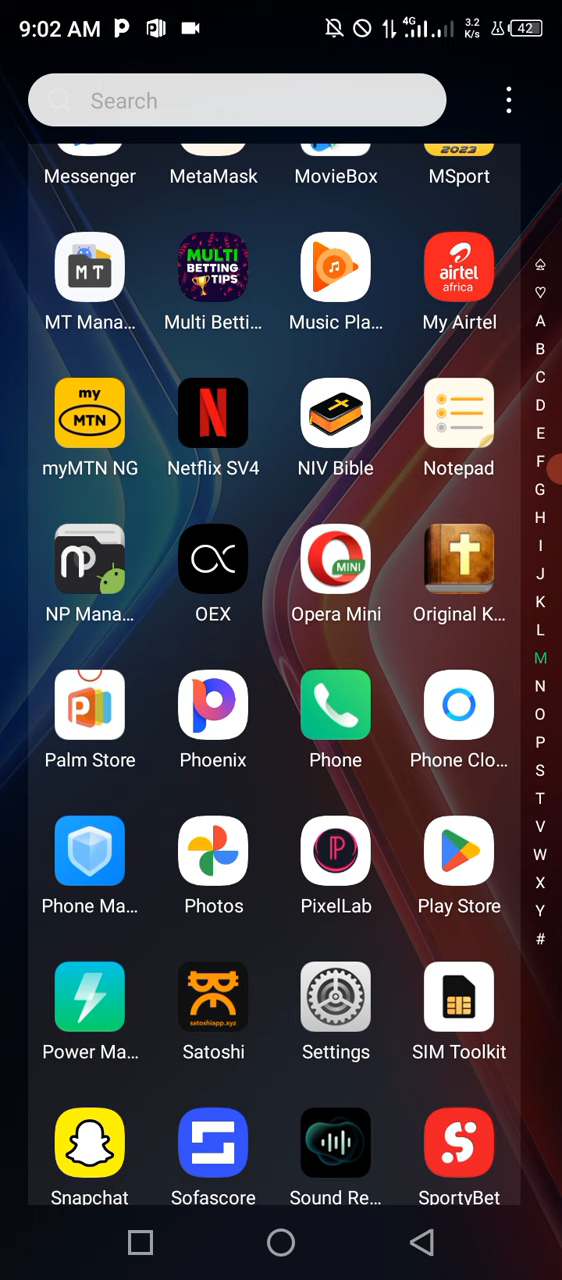 9:02 AM 4G 3.2 K/s 42
Search
2023
Messenger MetaMask MovieBox MSport
MT
MULTI
BETTING
TIPS
airtel
africa
MT Mana... Multi Betti... Music Pla... My Airtel
my
MTN
N
myMTN NG Netflix SV4 NIV Bible Notepad
MINI
NP Mana... OEX Opera Mini Original K...
Palm Store Phoenix Phone Phone Clo...
Phone Ma... Photos PixelLab Play Store
satoshiapp.xyz
Power Ma... Satoshi Settings SIM Toolkit
Snapchat Sofascore Sound Re... SportyBet
A
B
C
D
E
F
G
H
I
J
K
L
M
N
O
P
S
T
V
W
X
Y
#